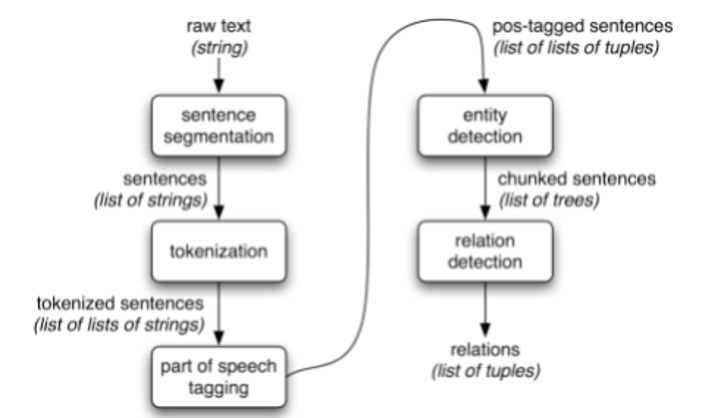 raw text
(string)
sentence
segmentation
sentences
(list of strings)
tokenization
tokenized sentences
(list of lists of strings)
part of speech
tagging
pos-tagged sentences
(list of lists of tuples)
entity
detection
chunked sentences
(list of trees)
relation
detection
relations
(list of tuples)